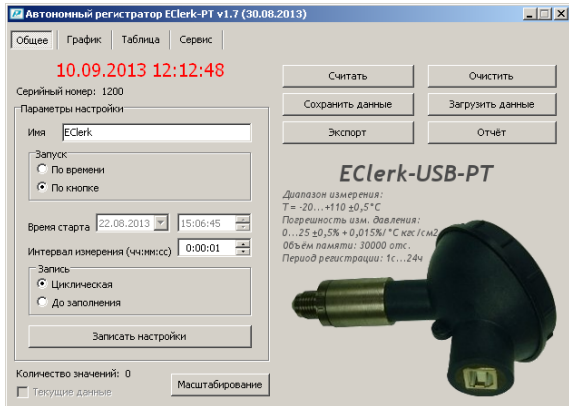 Автономный регистратор EClerk-PT v1.7 (30.08.2013)
Общее График Таблица Сервис
10.09.2013 12:12:48
Серийный номер: 1200
Параметры настройки
Имя EClerk
Запуск
По времени
По кнопке
Время старта 22.08.2013 15:06:45
Интервал измерения (чч:мм:сс) 0:00:01
Запись
Циклическая
До заполнения
Записать настройки
Количество значений: 0
Текущие данные
Масштабирование
Считать Очистить
Сохранить данные Загрузить данные
Экспорт Отчёт
EClerk-USB-PT
Диапазон измерения:
T = -20...+110 ±0,5°C
Погрешность изм. давления:
0...25 ±0,5% + 0,015%/°C кгс/см2
Объём памяти: 30000 отс.
Период регистрации: 1с...24ч